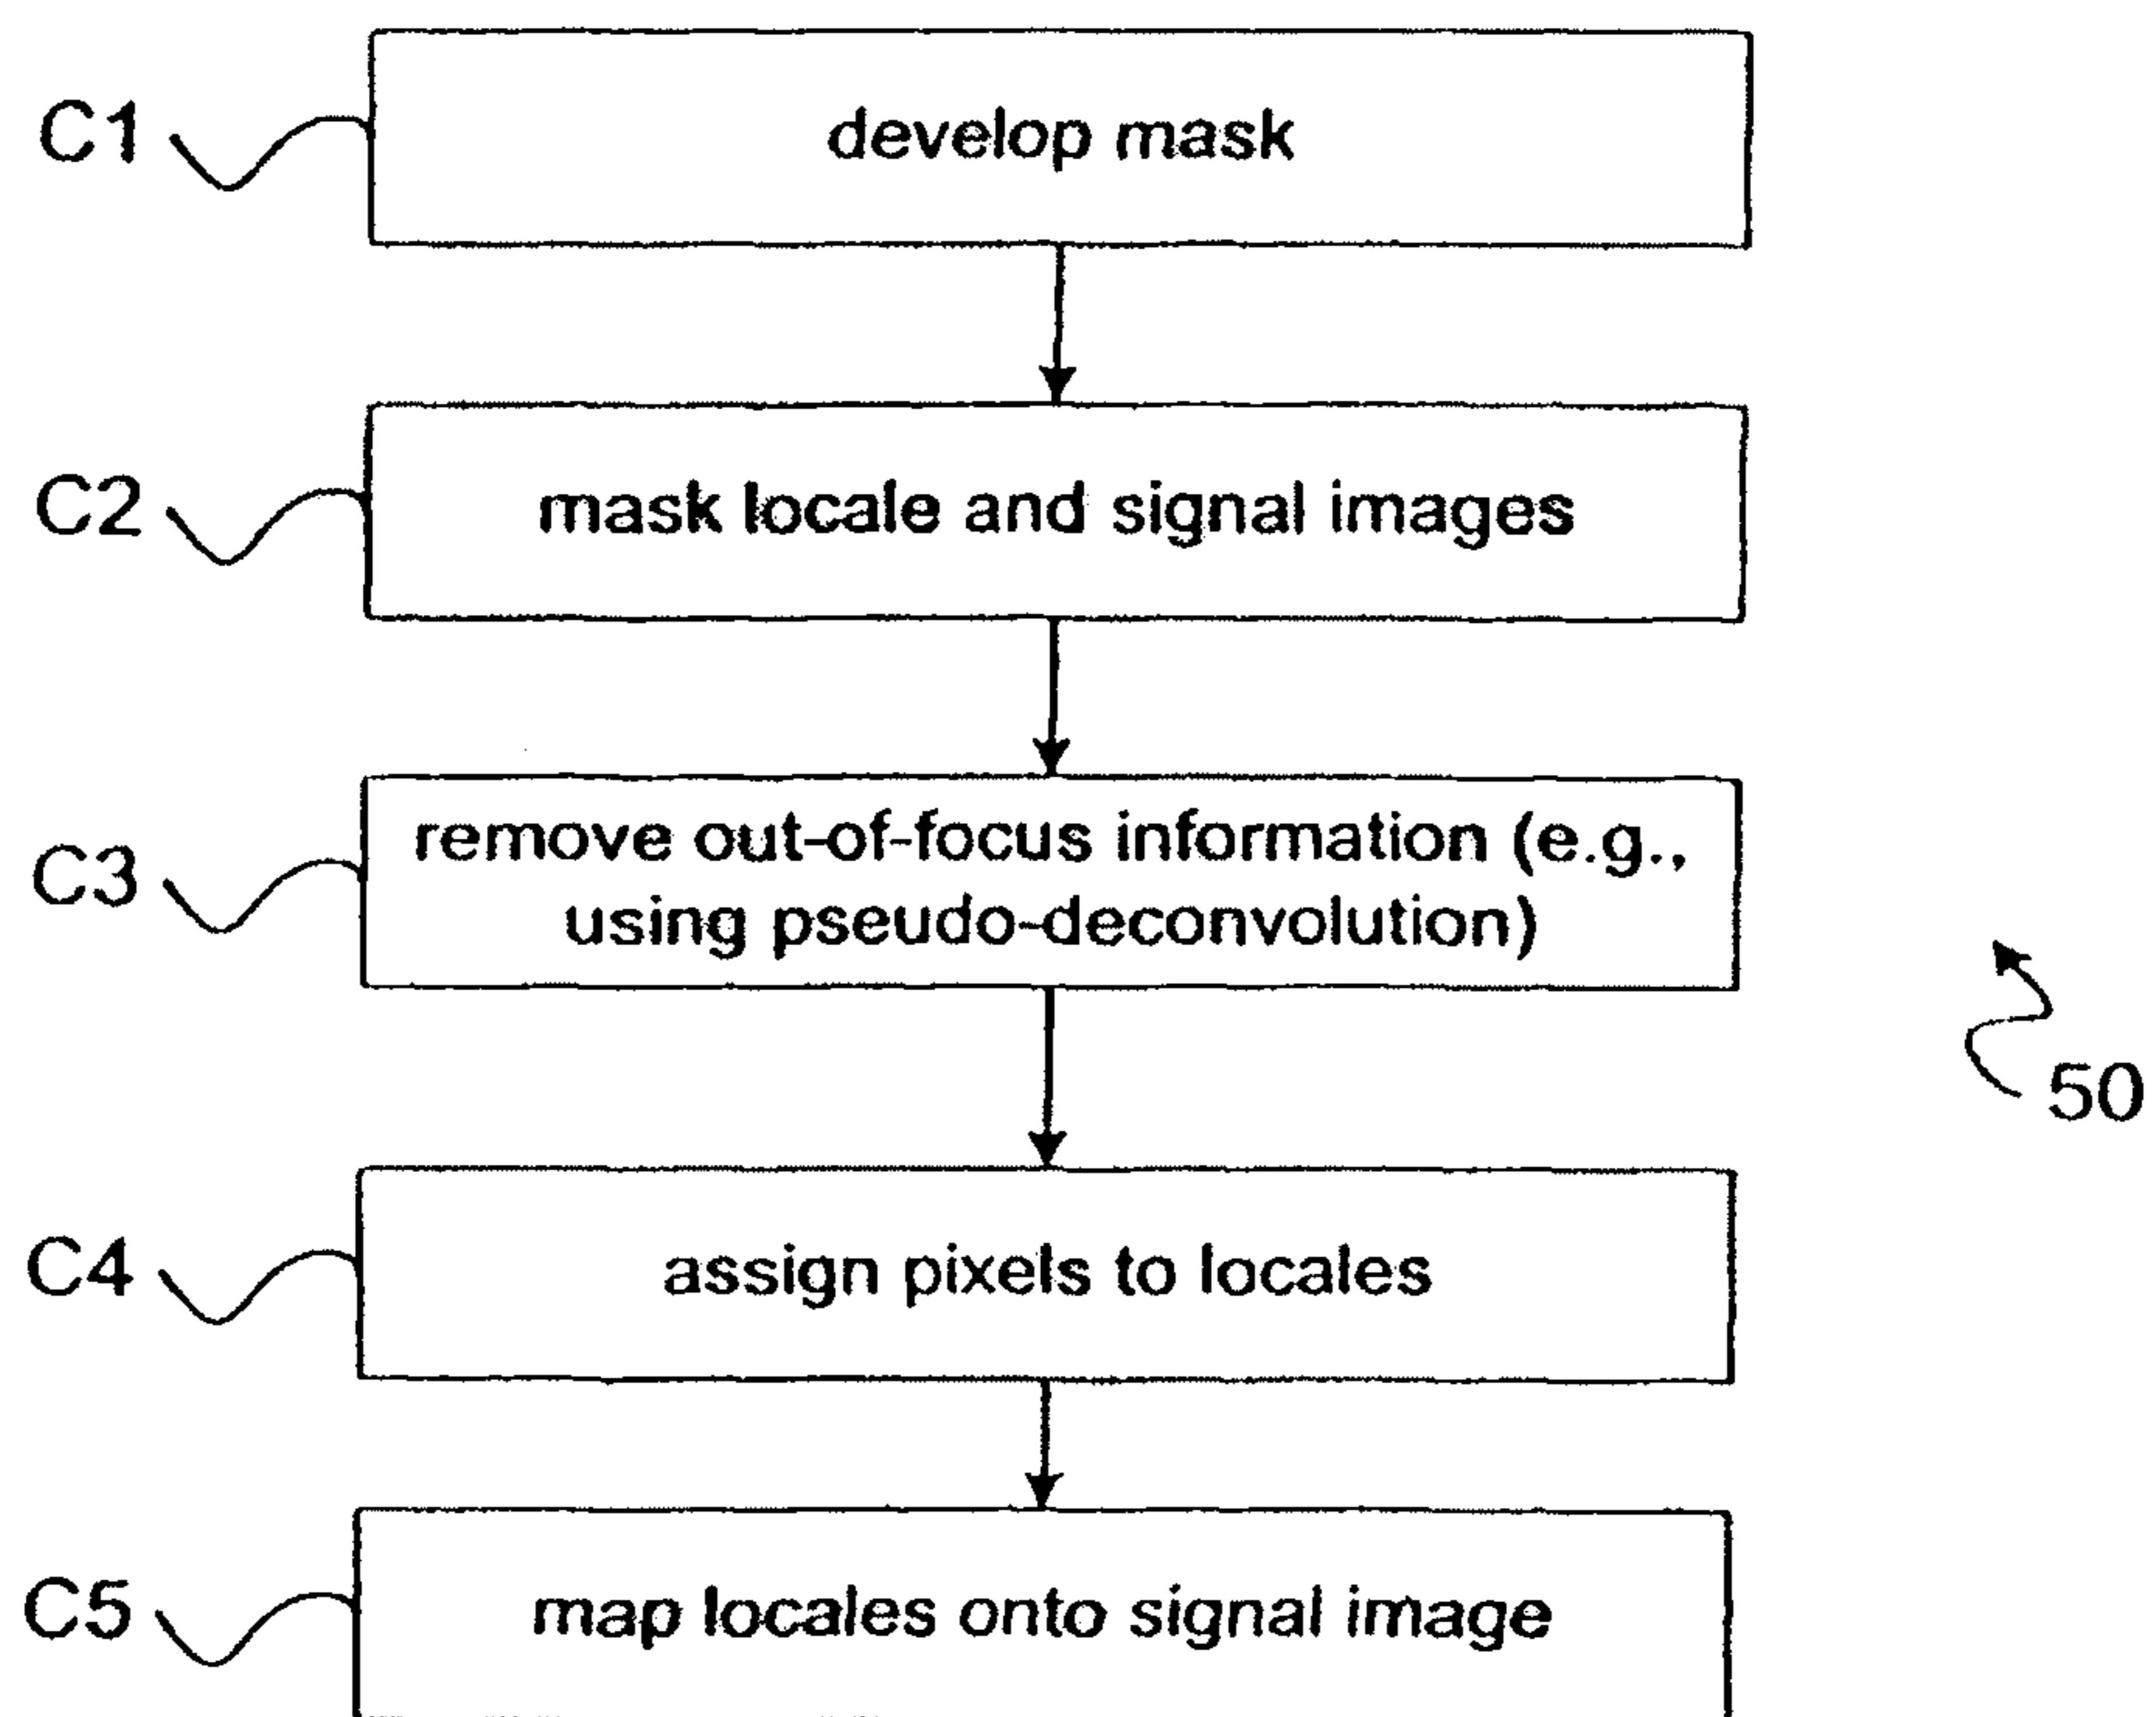 C1
develop mask
C2
mask locale and signal images
C3
remove out-of-focus information (e.g.,
using pseudo-deconvolution)
50
C4
assign pixels to locales
C5
map locales onto signal image